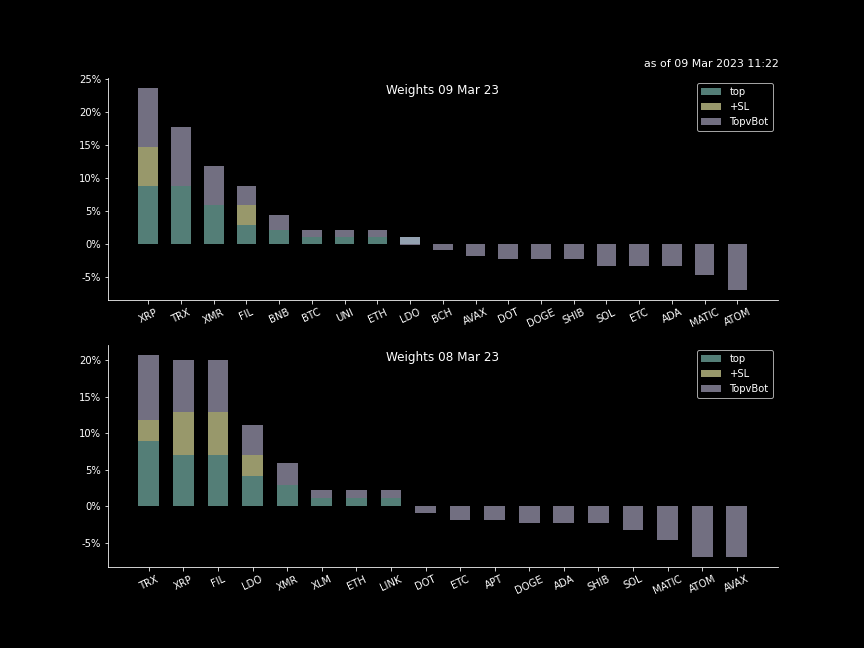 as of 09 Mar 2023 11:22
Weights 09 Mar 23
25%
20%
15%
10%
5%
0%
-5%
top
+SL
TopvBot
XRP TRX XMR FIL BNB BTC UNI ETH LDO BCH AVAX DOT DOGE SHIB SOL ETC ADA MATIC ATOM
Weights 08 Mar 23
20%
15%
10%
5%
0%
-5%
top
+SL
TopvBot
TRX XRP FIL LDO XMR XLM ETH LINK DOT ETC APT DOGE ADA SHIB SOL MATIC ATOM AVAX